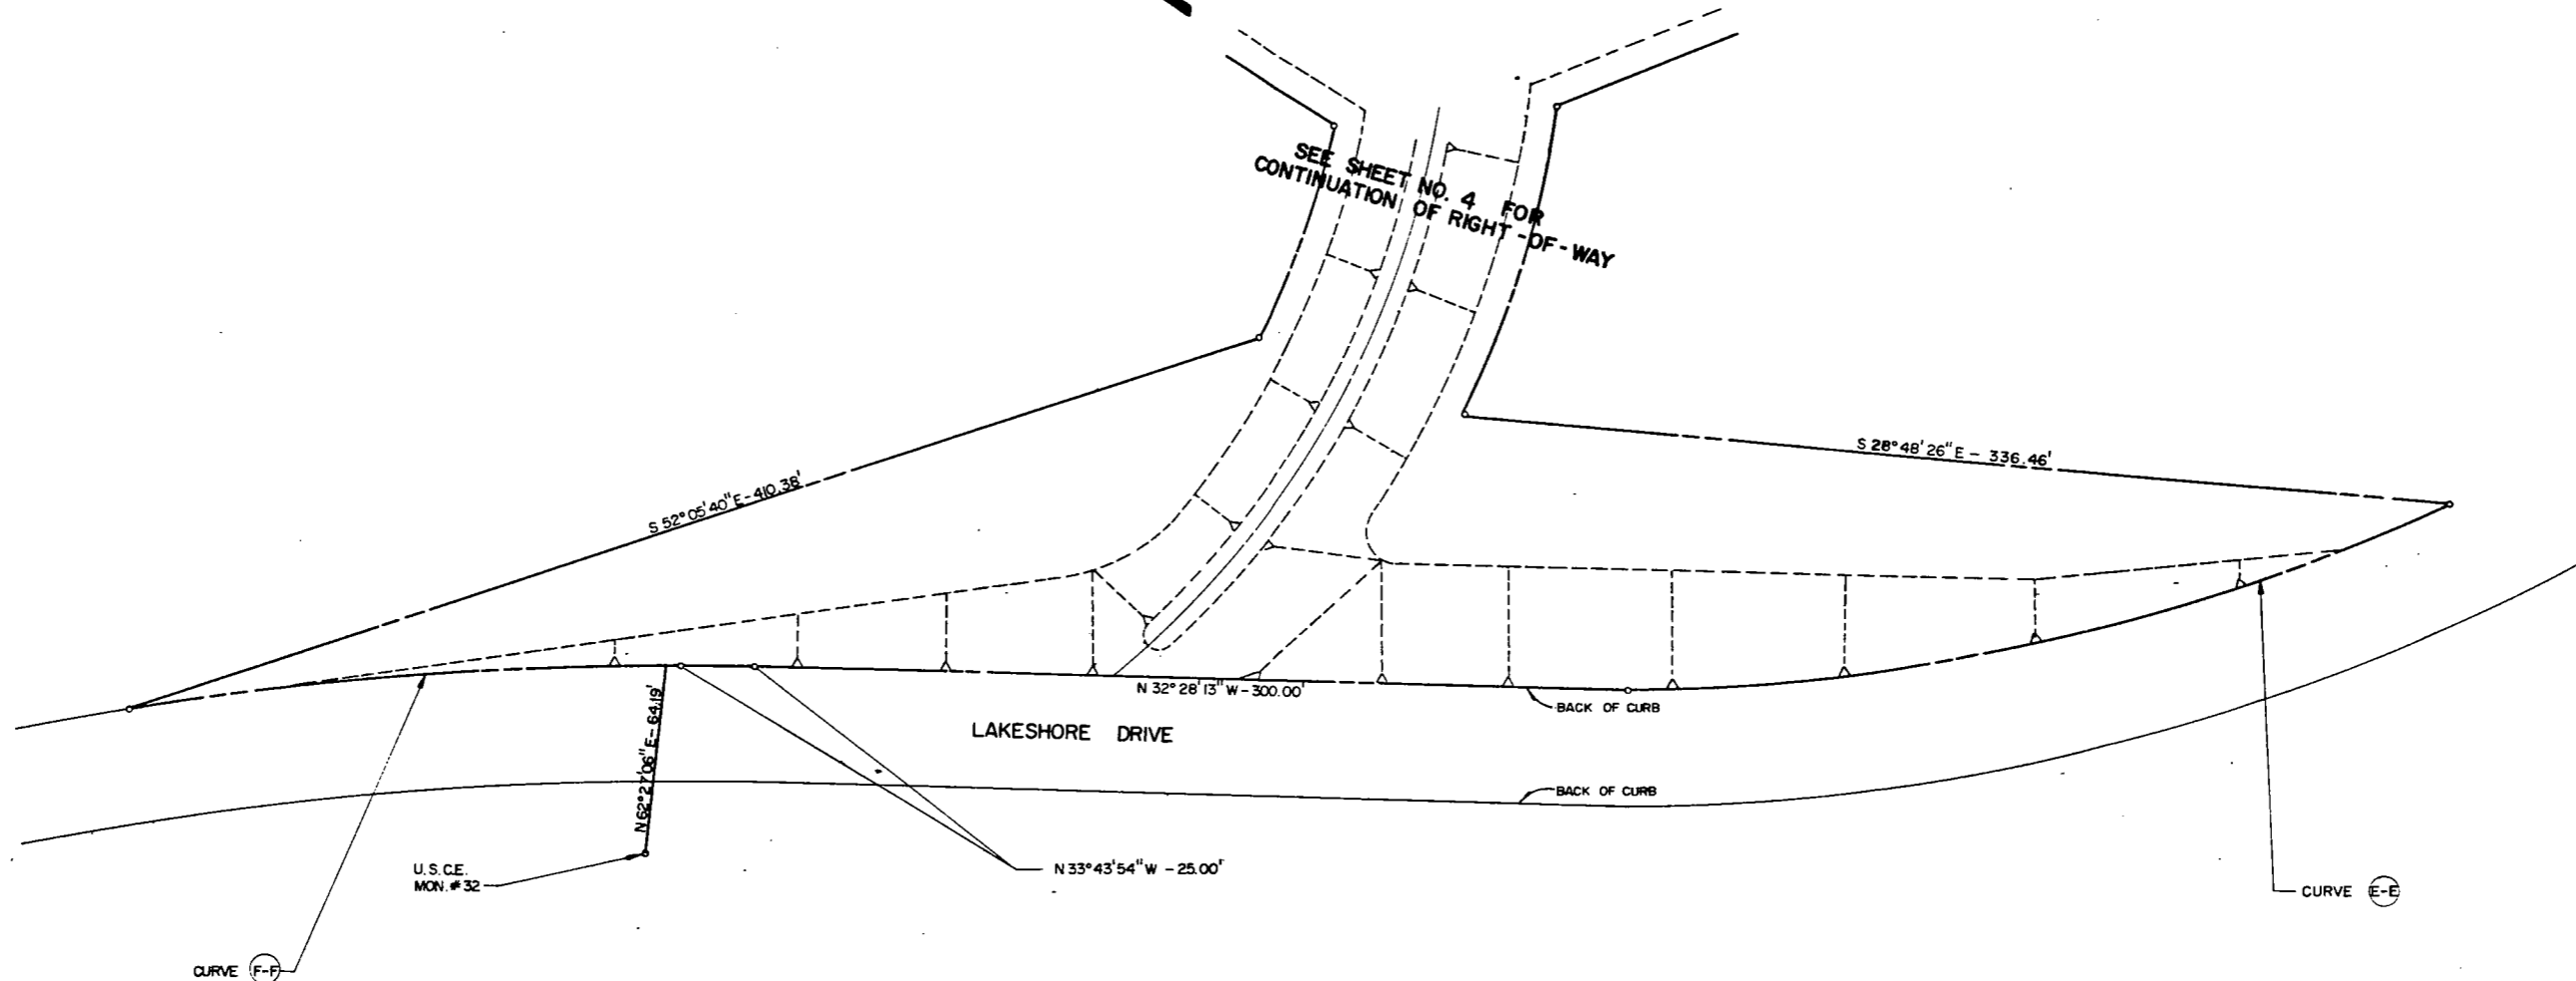 SEE SHEET NO. 4 FOR
CONTINUATION OF RIGHT-OF-WAY
S 28°48'26"E - 336.46'
S 52°05'40"E-410.38'
N 32°28'13"W-300.00'
BACK OF CURB
LAKESHORE DRIVE
N62°27'06"E-64.19'
BACK OF CURB
U.S.C.E.
MON.#32
N33°43'54"W-25.00'
CURVE E-E
CURVE F-F